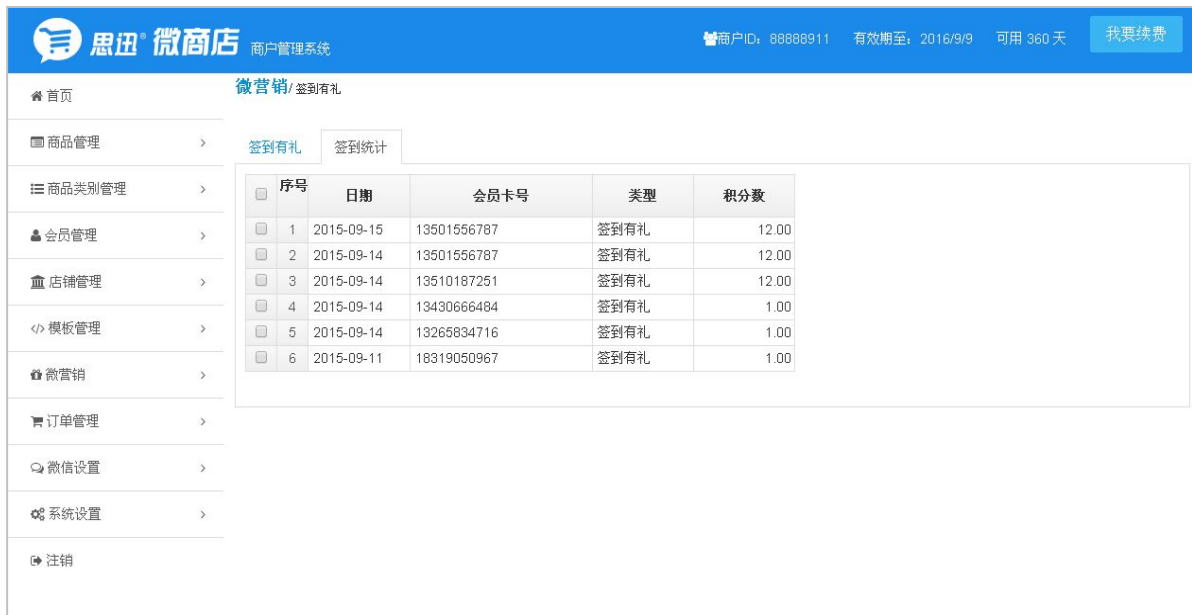 思迅® 微商店 商户管理系统 商户ID：88888911 有效期至：2016/9/9 可用 360 天 我要续费
微营销/ 签到有礼
首页
商品管理
商品类别管理
会员管理
店铺管理
模板管理
微营销
订单管理
微信设置
系统设置
注销
签到有礼 签到统计
序号 日期 会员卡号 类型 积分数
1 2015-09-15 13501556787 签到有礼 12.00
2 2015-09-14 13501556787 签到有礼 12.00
3 2015-09-14 13510187251 签到有礼 12.00
4 2015-09-14 13430666484 签到有礼 1.00
5 2015-09-14 13265834716 签到有礼 1.00
6 2015-09-11 18319050967 签到有礼 1.00